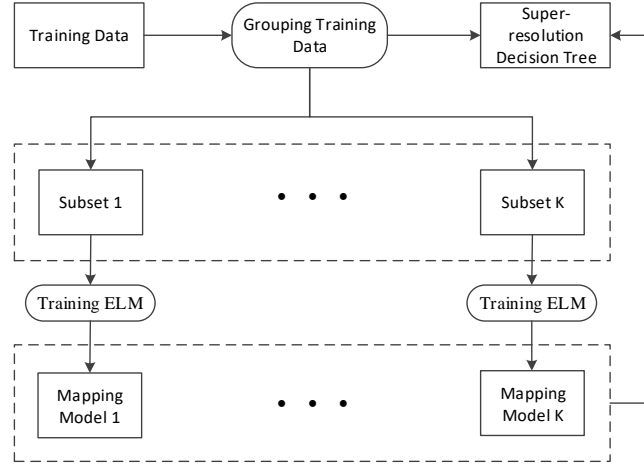 Training Data
Grouping Training
Data
Super-
resolution
Decision Tree
Subset 1
Subset K
Training ELM
Training ELM
Mapping
Model 1
Mapping
Model K